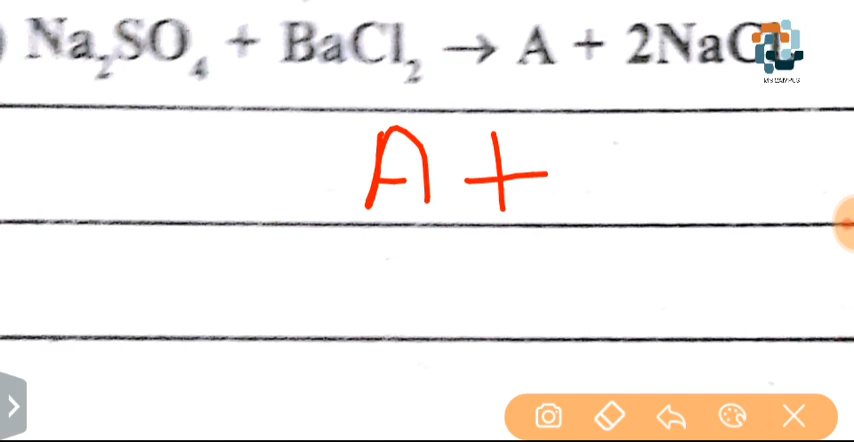 ) Na₂SO₄ + BaCl₂ → A + 2NaCl
A +